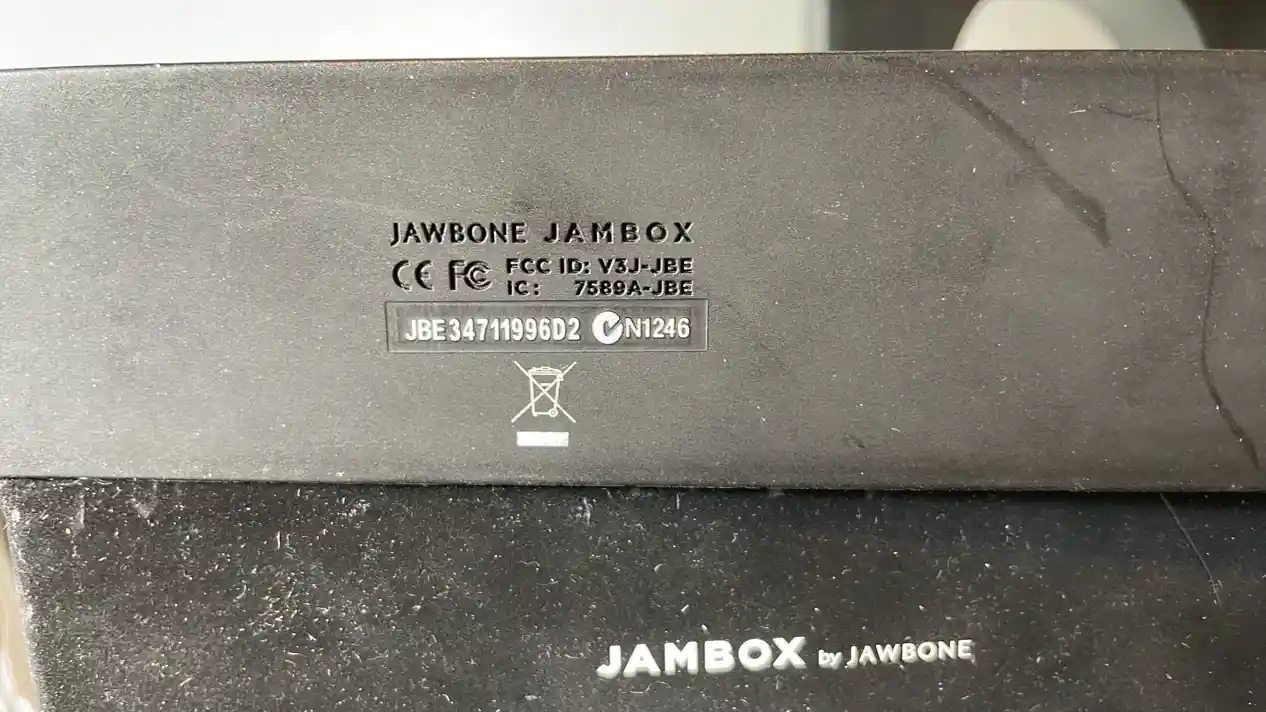 JAWBONE JAMBOX
CE FC FCC ID: V3J-JBE
IC: 7589A-JBE
JBE34711996D2 N1246
JAMBOX by JAWBONE